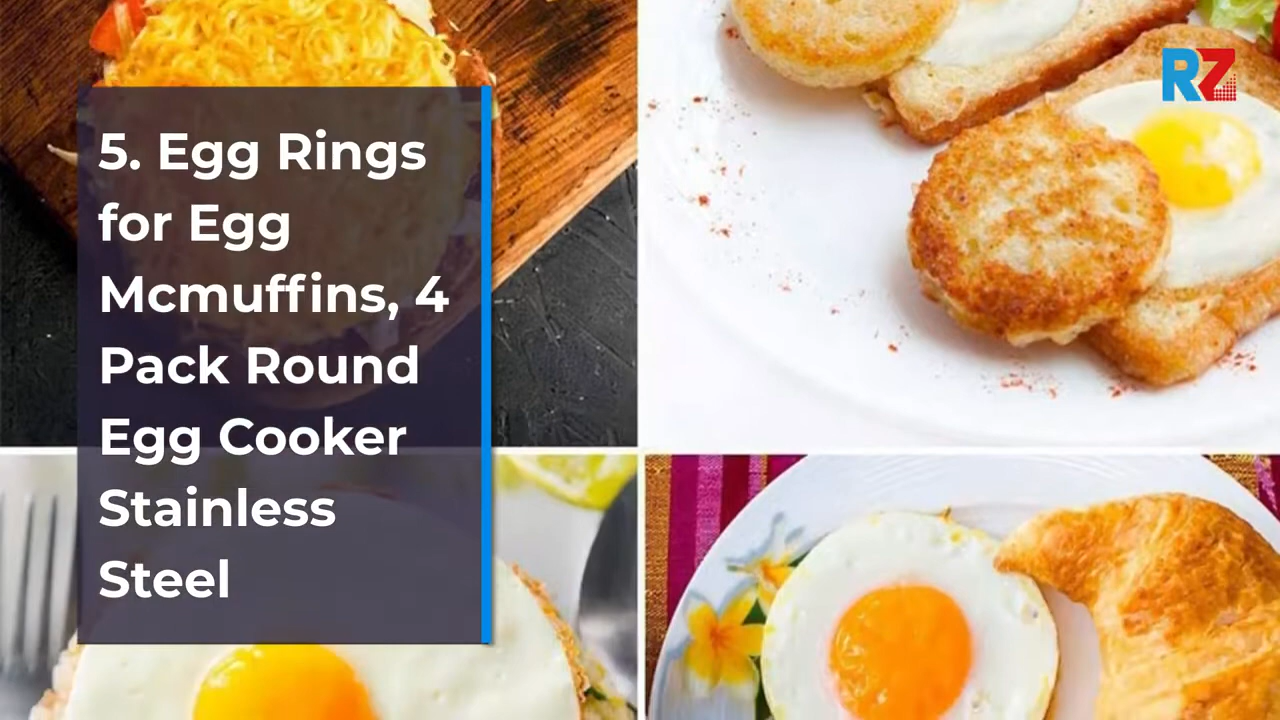 RZ
5. Egg Rings
for Egg
Mcmuffins, 4
Pack Round
Egg Cooker
Stainless
Steel